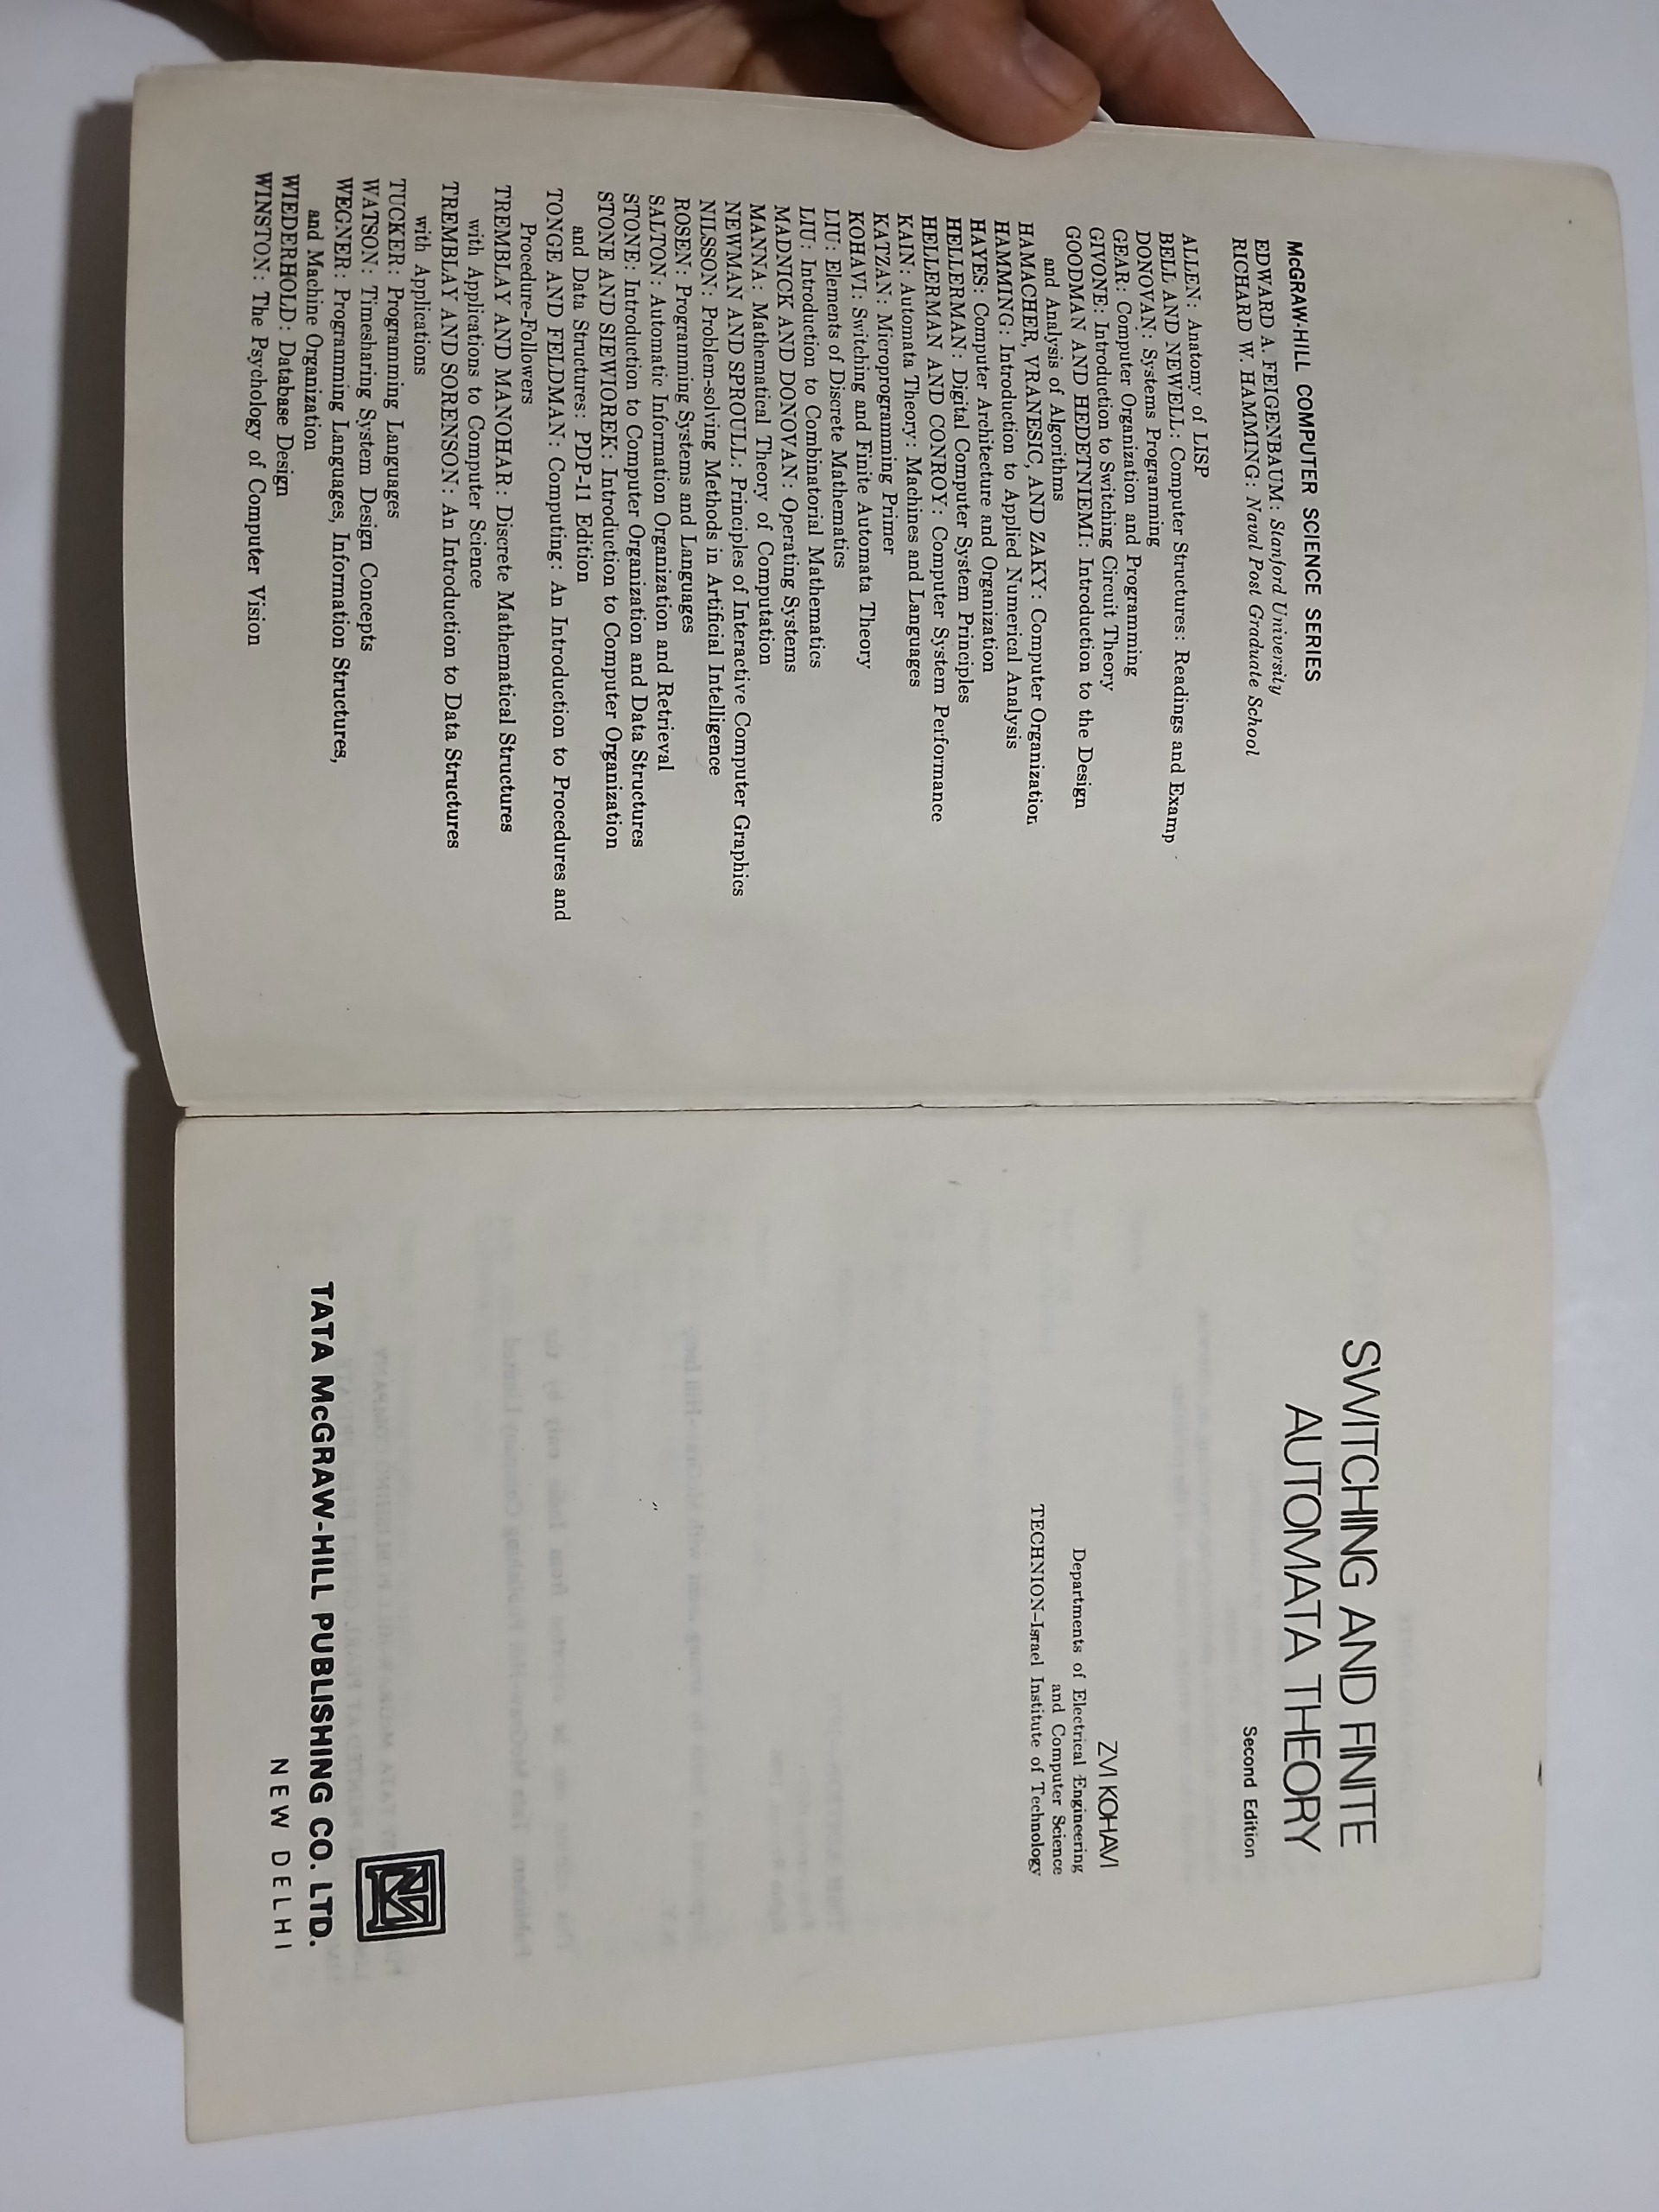 McGRAW-HILL COMPUTER SCIENCE SERIES
EDWARD A. FEIGENBAUM: Stanford University
RICHARD W. HAMMING: Naval Post Graduate School
ALLEN: Anatomy of LISP
BELL AND NEWELL: Computer Structures: Readings and Examp
DONOVAN: Systems Programming
GEAR: Computer Organization and Programming
GIVONE: Introduction to Switching Circuit Theory
GOODMAN AND HEDETNIEMI: Introduction to the Design
and Analysis of Algorithms
HAMACHER, VRANESIC, AND ZAKY: Computer Organization
HAMMING: Introduction to Applied Numerical Analysis
HAYES: Computer Architecture and Organization
HELLERMAN: Digital Computer System Principles
HELLERMAN AND CONROY: Computer System Performance
KAIN: Automata Theory: Machines and Languages
KATZAN: Microprogramming Primer
KOHAVI: Switching and Finite Automata Theory
LIU: Elements of Discrete Mathematics
LIU: Introduction to Combinatorial Mathematics
MADNICK AND DONOVAN: Operating Systems
MANNA: Mathematical Theory of Computation
NEWMAN AND SPROULL: Principles of Interactive Computer Graphics
NILSSON: Problem-solving Methods in Artificial Intelligence
ROSEN: Programming Systems and Languages
SALTON: Automatic Information Organization and Retrieval
STONE: Introduction to Computer Organization and Data Structures
STONE AND SIEWIOREK: Introduction to Computer Organization
and Data Structures: PDP-11 Edition
TONGE AND FELDMAN: Computing: An Introduction to Procedures and
Procedure-Followers
TREMBLAY AND MANOHAR: Discrete Mathematical Structures
with Applications to Computer Science
TREMBLAY AND SORENSON: An Introduction to Data Structures
with Applications
TUCKER: Programming Languages
WATSON: Timesharing System Design Concepts
WEGNER: Programming Languages, Information Structures,
and Machine Organization
WIEDERHOLD: Database Design
WINSTON: The Psychology of Computer Vision
SWITCHING AND FINITE
AUTOMATA THEORY
Second Edition
ZVI KOHAVI
Departments of Electrical Engineering
and Computer Science
TECHNION–Israel Institute of Technology
TATA McGRAW-HILL PUBLISHING CO. LTD.
NEW DELHI